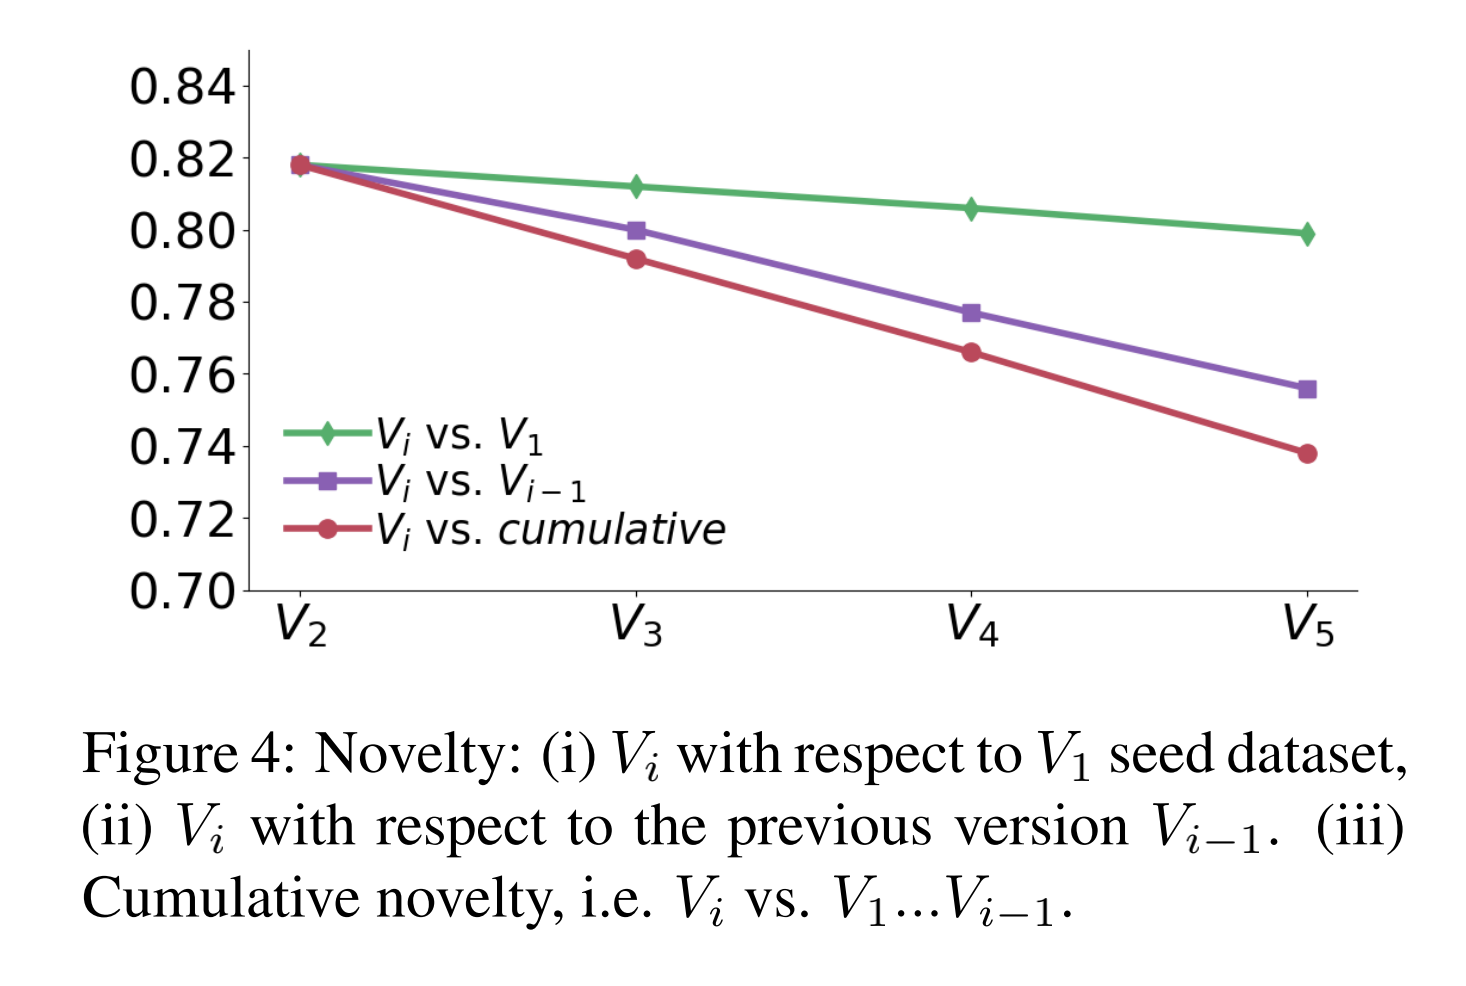 0.84
0.82
0.80
0.78
0.76
0.74
0.72
0.70
Vᵢ vs. V₁
Vᵢ vs. Vᵢ₋₁
Vᵢ vs. cumulative
V₂ V₃ V₄ V₅
Figure 4: Novelty: (i) Vᵢ with respect to V₁ seed dataset,
(ii) Vᵢ with respect to the previous version Vᵢ₋₁. (iii)
Cumulative novelty, i.e. Vᵢ vs. V₁...Vᵢ₋₁.